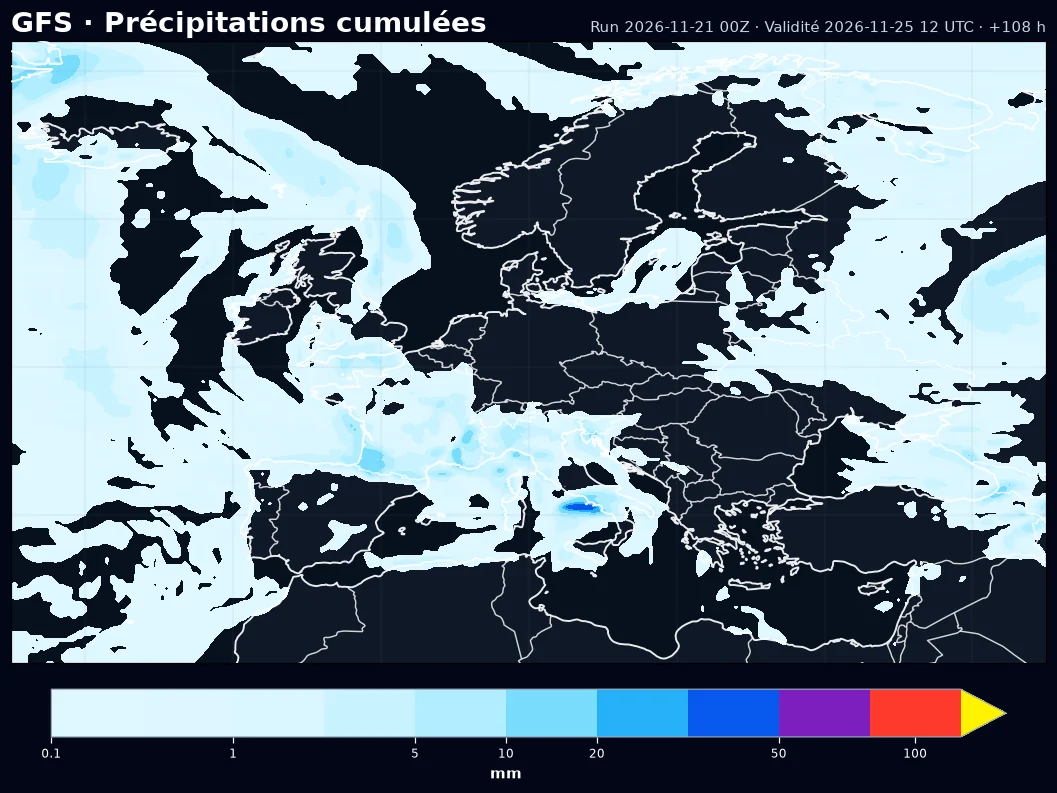 GFS · Précipitations cumulées
Run 2026-11-21 00Z · Validité 2026-11-25 12 UTC · +108 h
0.1 1 5 10 20 50 100
mm